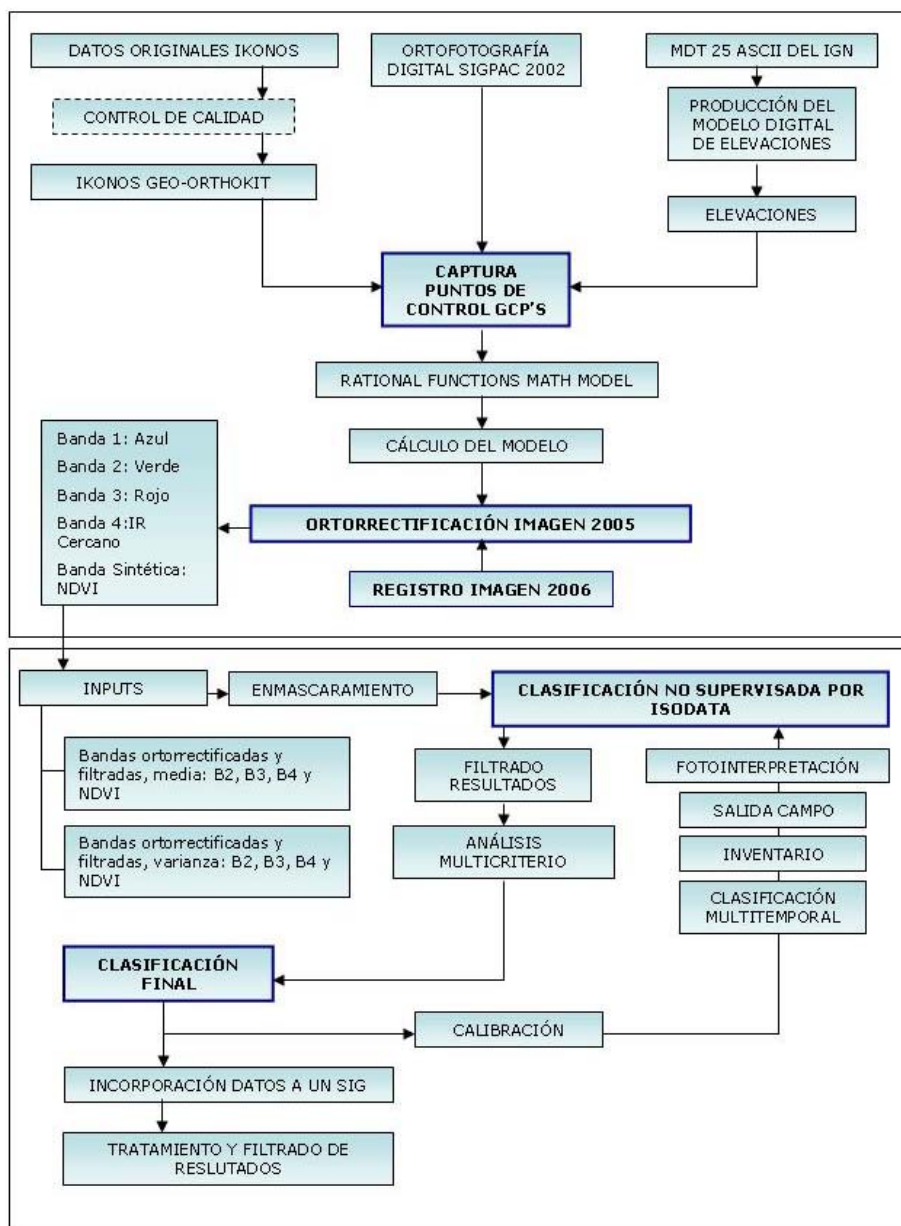 DATOS ORIGINALES IKONOS
CONTROL DE CALIDAD
IKONOS GEO-ORTHOKIT
ORTOFOTOGRAFÍA
DIGITAL SIGPAC 2002
MDT 25 ASCII DEL IGN
PRODUCCIÓN DEL
MODELO DIGITAL
DE ELEVACIONES
ELEVACIONES
CAPTURA
PUNTOS DE
CONTROL GCP'S
RATIONAL FUNCTIONS MATH MODEL
CÁLCULO DEL MODELO
ORTORRECTIFICACIÓN IMAGEN 2005
REGISTRO IMAGEN 2006
Banda 1: Azul
Banda 2: Verde
Banda 3: Rojo
Banda 4:IR
Cercano
Banda Sintética:
NDVI
INPUTS
ENMASCARAMIENTO
CLASIFICACIÓN NO SUPERVISADA POR
ISODATA
Bandas ortorrectificadas y
filtradas, media: B2, B3, B4 y
NDVI
Bandas ortorrectificadas y
filtradas, varianza: B2, B3, B4 y
NDVI
FILTRADO
RESULTADOS
ANÁLISIS
MULTICRITERIO
FOTOINTERPRETACIÓN
SALIDA CAMPO
INVENTARIO
CLASIFICACIÓN
MULTITEMPORAL
CLASIFICACIÓN
FINAL
CALIBRACIÓN
INCORPORACIÓN DATOS A UN SIG
TRATAMIENTO Y FILTRADO DE
RESLUTADOS